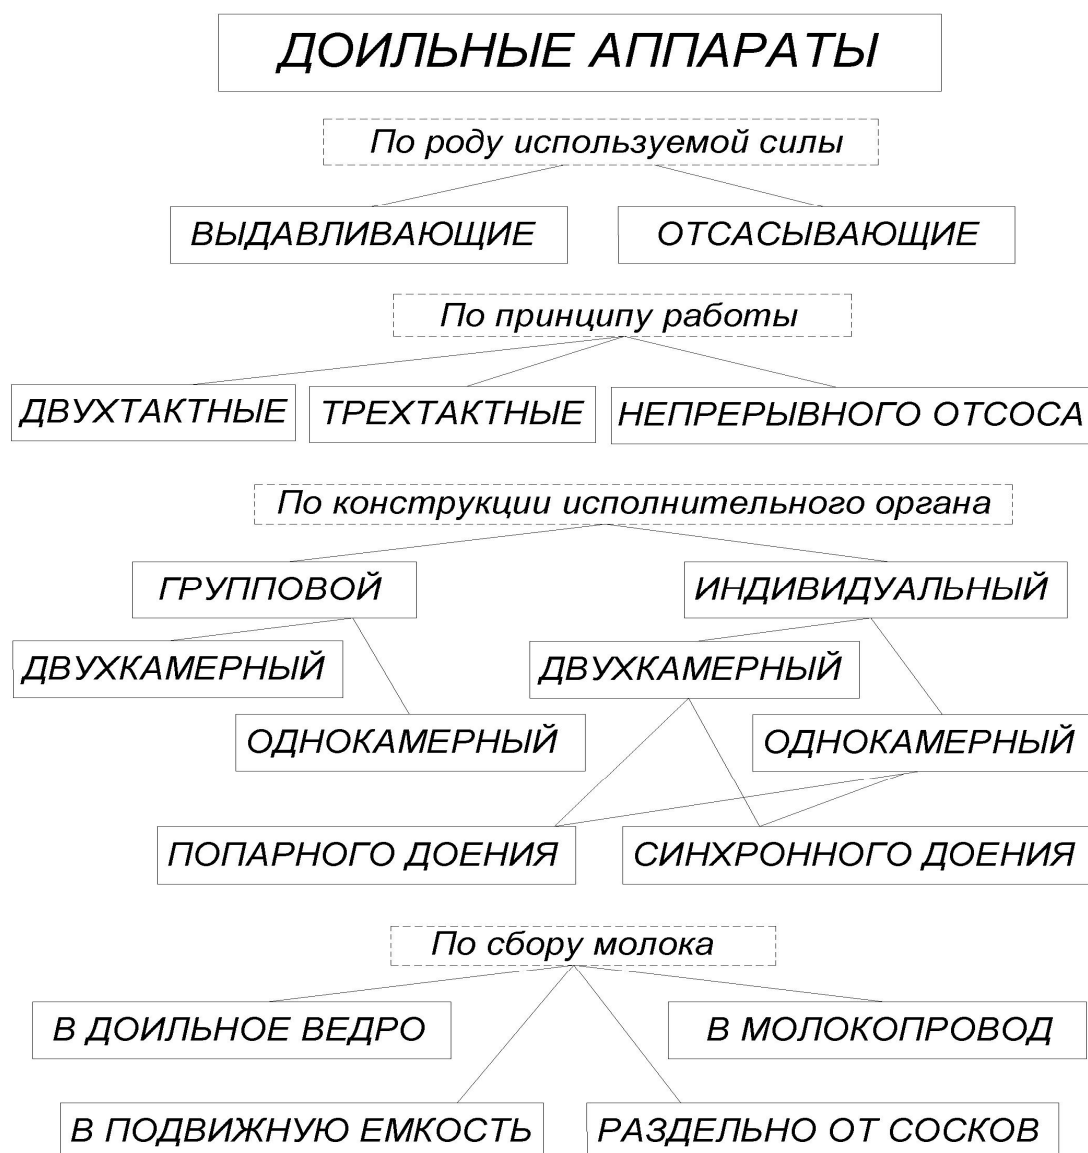 ДОИЛЬНЫЕ АППАРАТЫ
По роду используемой силы
ВЫДАВЛИВАЮЩИЕ
ОТСАСЫВАЮЩИЕ
По принципу работы
ДВУХТАКТНЫЕ
ТРЕХТАКТНЫЕ
НЕПРЕРЫВНОГО ОТСОСА
По конструкции исполнительного органа
ГРУППОВОЙ
ИНДИВИДУАЛЬНЫЙ
ДВУХКАМЕРНЫЙ
ДВУХКАМЕРНЫЙ
ОДНОКАМЕРНЫЙ
ОДНОКАМЕРНЫЙ
ПОПАРНОГО ДОЕНИЯ
СИНХРОННОГО ДОЕНИЯ
По сбору молока
В ДОИЛЬНОЕ ВЕДРО
В МОЛОКОПРОВОД
В ПОДВИЖНУЮ ЕМКОСТЬ
РАЗДЕЛЬНО ОТ СОСКОВ